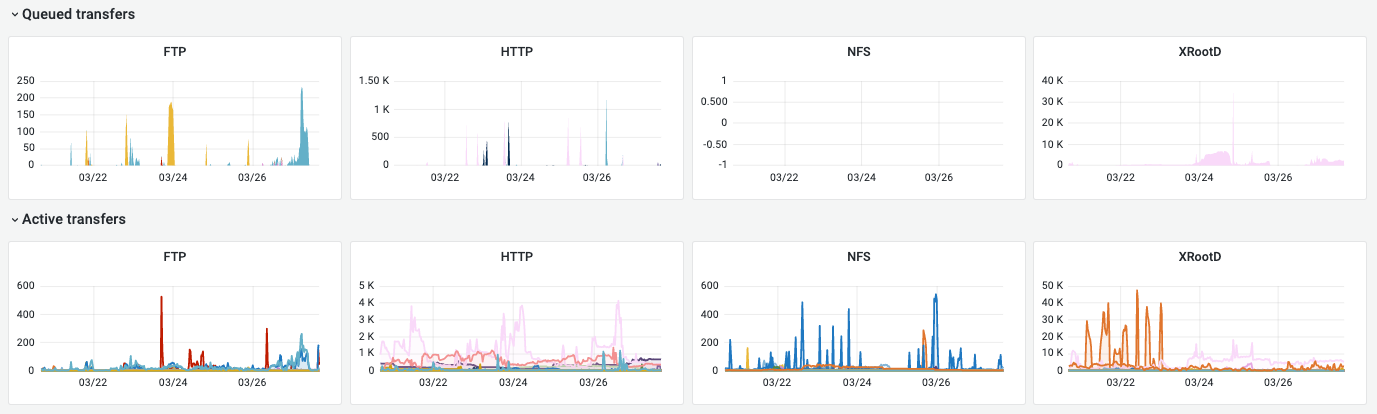 Queued transfers
FTP
250
200
150
100
50
0
03/22 03/24 03/26
HTTP
1.50 K
1 K
500
0
03/22 03/24 03/26
NFS
1
0.500
0
-0.50
-1
03/22 03/24 03/26
XRootD
40 K
30 K
20 K
10 K
0
03/22 03/24 03/26
Active transfers
FTP
600
400
200
0
03/22 03/24 03/26
HTTP
5 K
4 K
3 K
2 K
1 K
0
03/22 03/24 03/26
NFS
600
400
200
0
03/22 03/24 03/26
XRootD
50 K
40 K
30 K
20 K
10 K
0
03/22 03/24 03/26